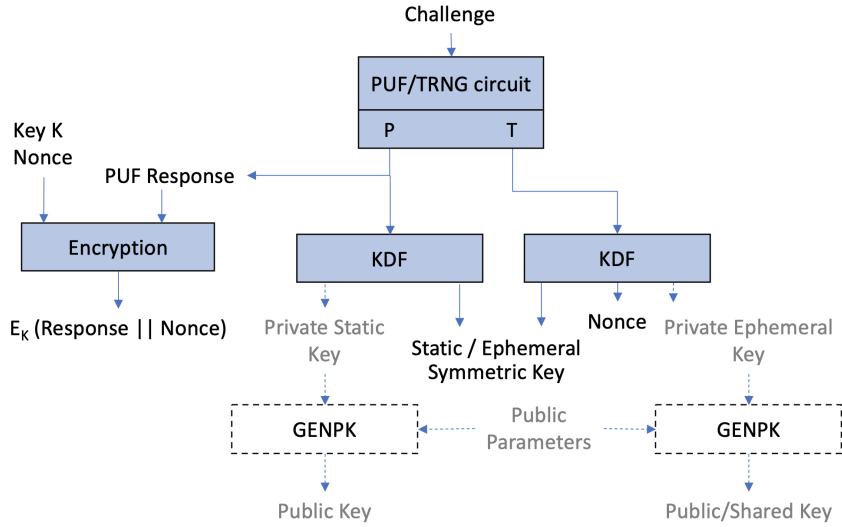 Challenge
PUF/TRNG circuit
P
T
Key K
Nonce
PUF Response
Encryption
KDF
KDF
E_K (Response || Nonce)
Private Static
Key
Static / Ephemeral
Symmetric Key
Nonce
Private Ephemeral
Key
GENPK
Public
Parameters
GENPK
Public Key
Public/Shared Key